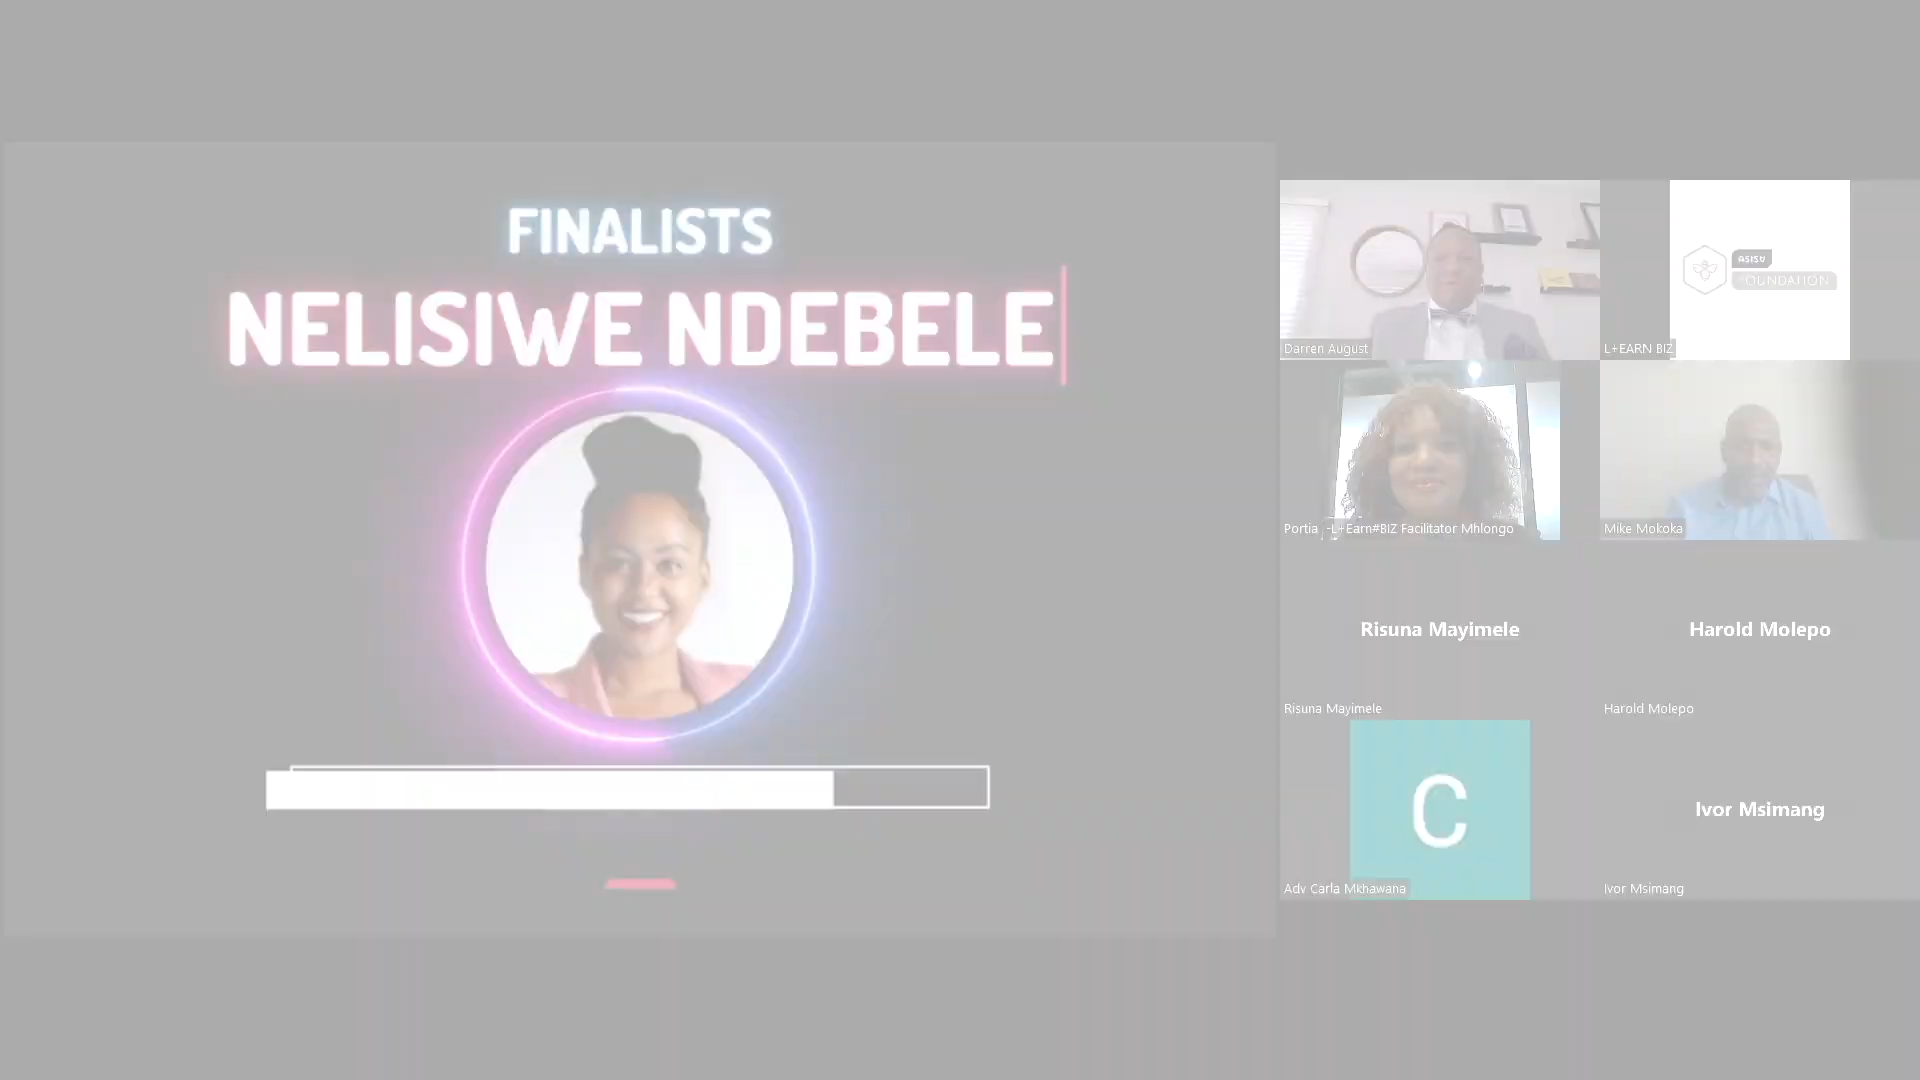 FINALISTS
NELISIWE NDEBELE
Darren August
ASISA
FOUNDATION
L+EARN BIZ
Portia -L+Earn#BIZ Facilitator Mhlongo
Mike Mokoka
Risuna Mayimele
Harold Molepo
Risuna Mayimele
Harold Molepo
C
Ivor Msimang
Adv Carla Mkhawana
Ivor Msimang